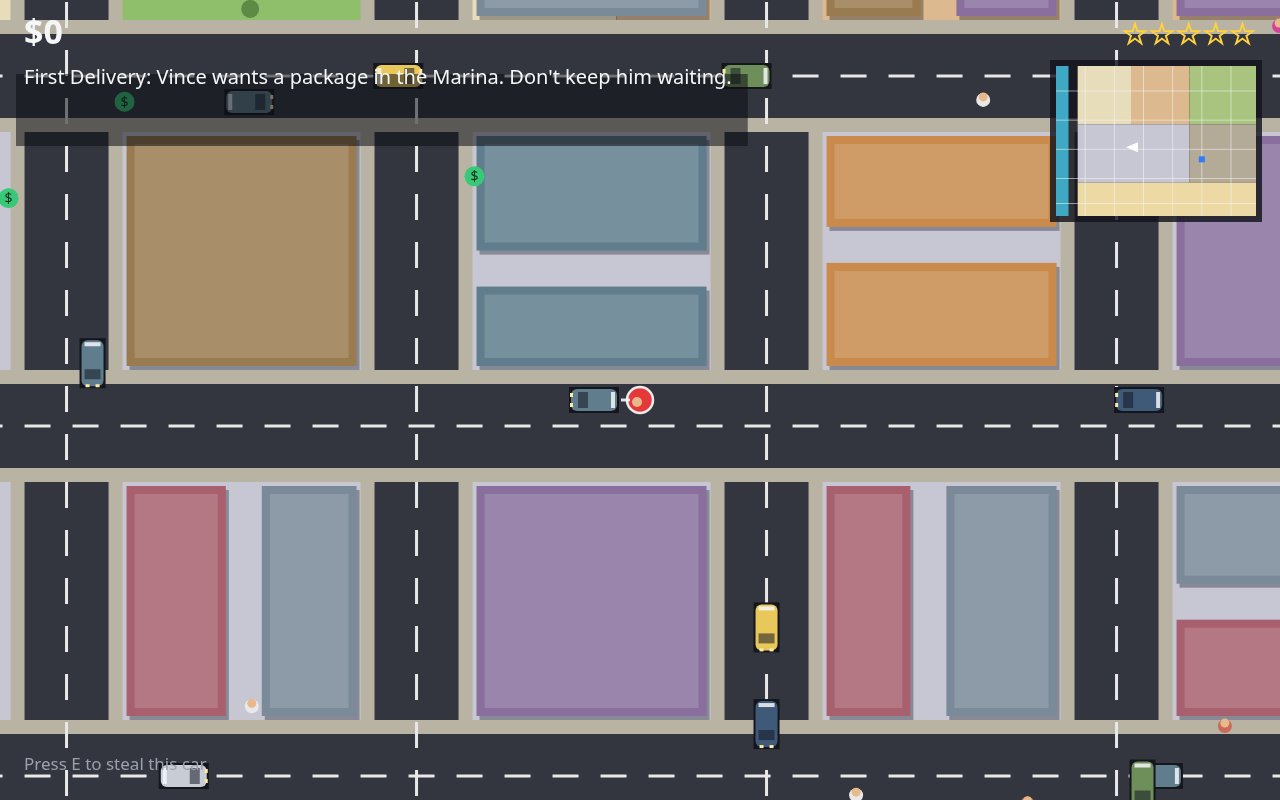 $0
First Delivery: Vince wants a package in the Marina. Don't keep him waiting.
$
$
$
Press E to steal this car